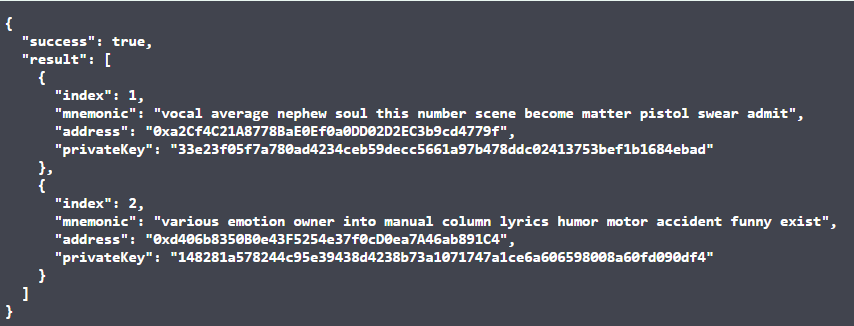 {
"success": true,
"result": [
{
"index": 1,
"mnemonic": "vocal average nephew soul this number scene become matter pistol swear admit",
"address": "0xa2Cf4C21A8778BaE0Ef0a0DD02D2EC3b9cd4779f",
"privateKey": "33e23f05f7a780ad4234ceb59decc5661a97b478ddc02413753bef1b1684ebad"
},
{
"index": 2,
"mnemonic": "various emotion owner into manual column lyrics humor motor accident funny exist",
"address": "0xd406b8350B0e43F5254e37f0cD0ea7A46ab891C4",
"privateKey": "148281a578244c95e39438d4238b73a1071747a1ce6a606598008a60fd090df4"
}
]
}